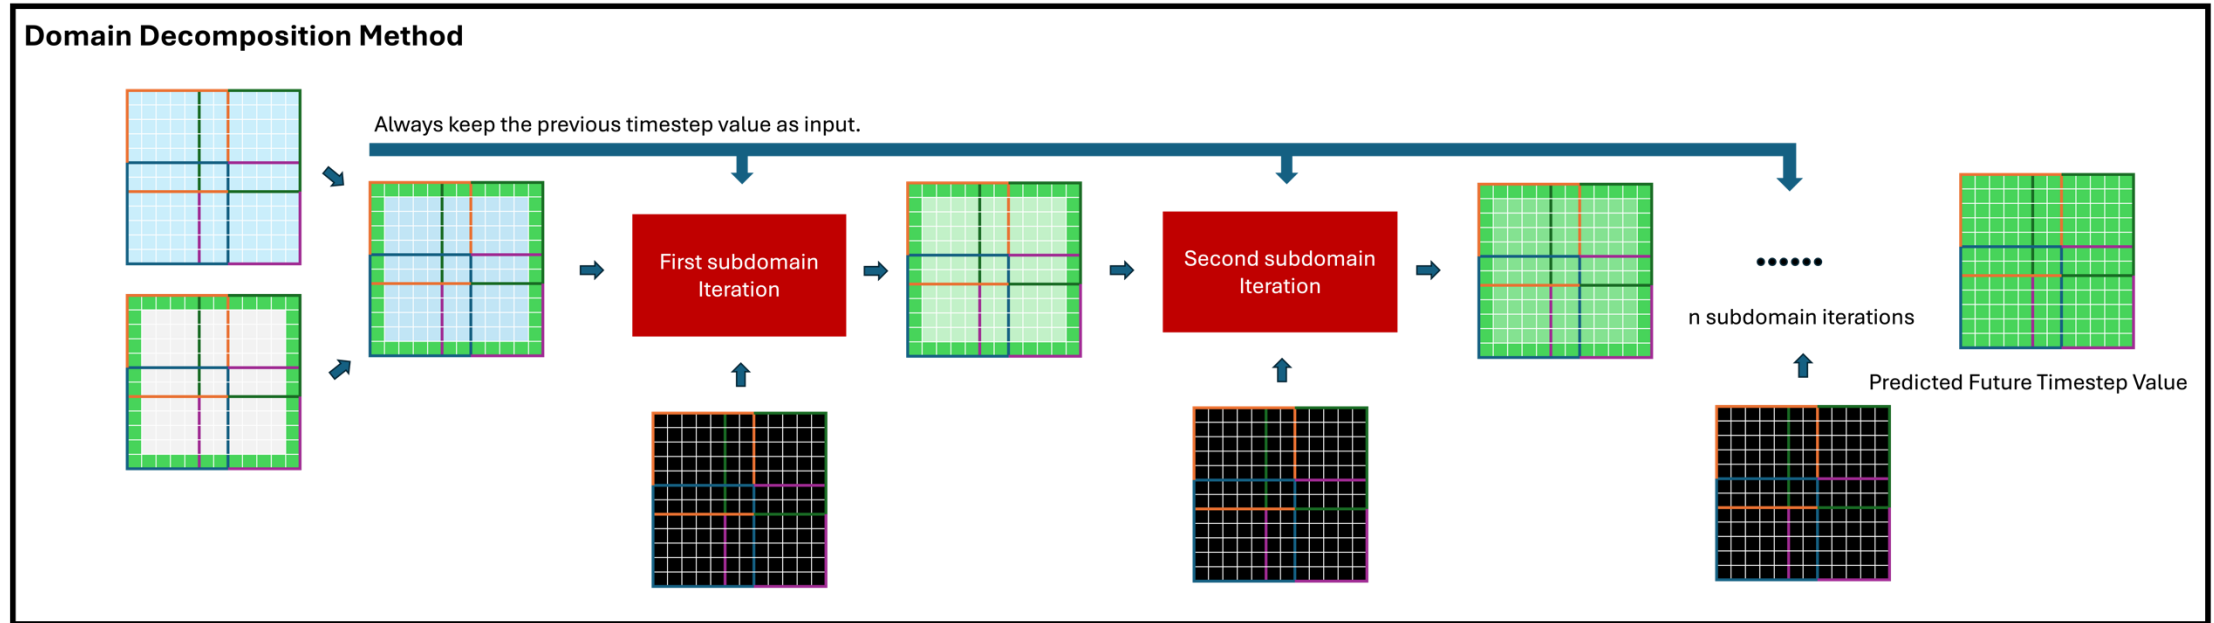 Domain Decomposition Method
Always keep the previous timestep value as input.
First subdomain
Iteration
Second subdomain
Iteration
n subdomain iterations
Predicted Future Timestep Value